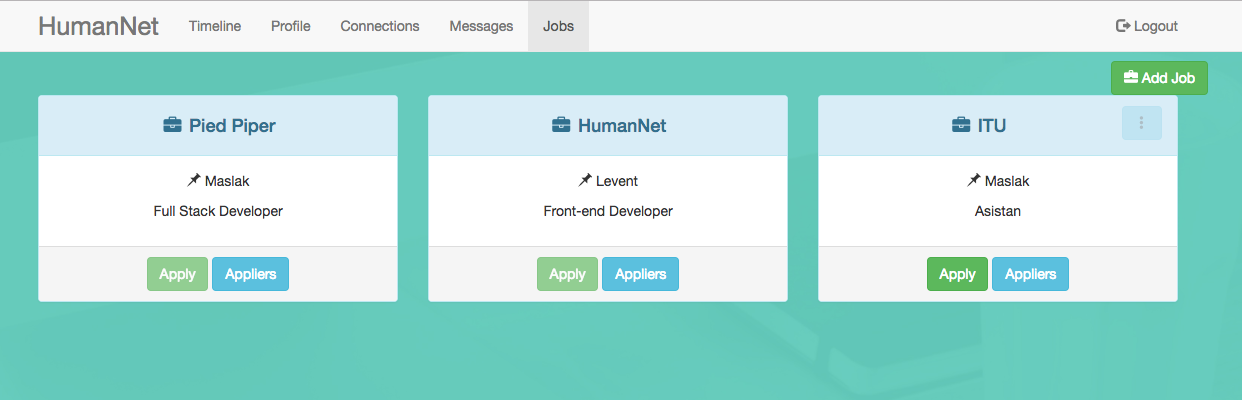 HumanNet Timeline Profile Connections Messages Jobs Logout
Add Job
Pied Piper
Maslak
Full Stack Developer
Apply Appliers
HumanNet
Levent
Front-end Developer
Apply Appliers
ITU
Maslak
Asistan
Apply Appliers